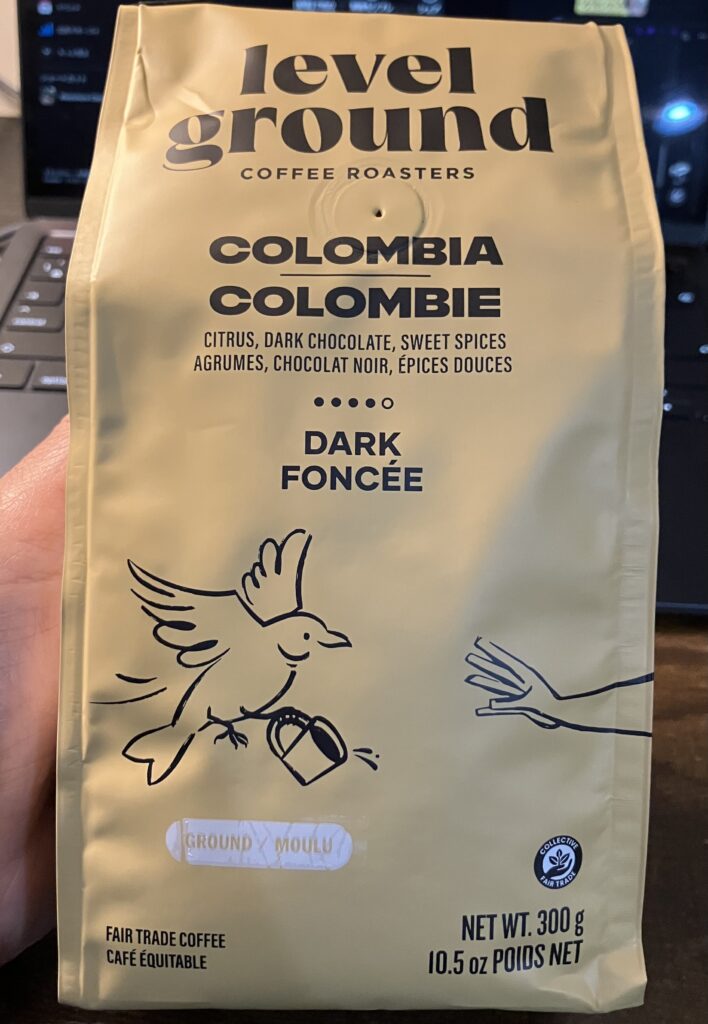 level
ground
COFFEE ROASTERS
COLOMBIA
COLOMBIE
CITRUS, DARK CHOCOLATE, SWEET SPICES
AGRUMES, CHOCOLAT NOIR, ÉPICES DOUCES
DARK
FONCÉE
GROUND / MOULU
COLLECTIVE
FAIR TRADE
FAIR TRADE COFFEE
CAFÉ ÉQUITABLE
NET WT. 300 g
10.5 oz POIDS NET